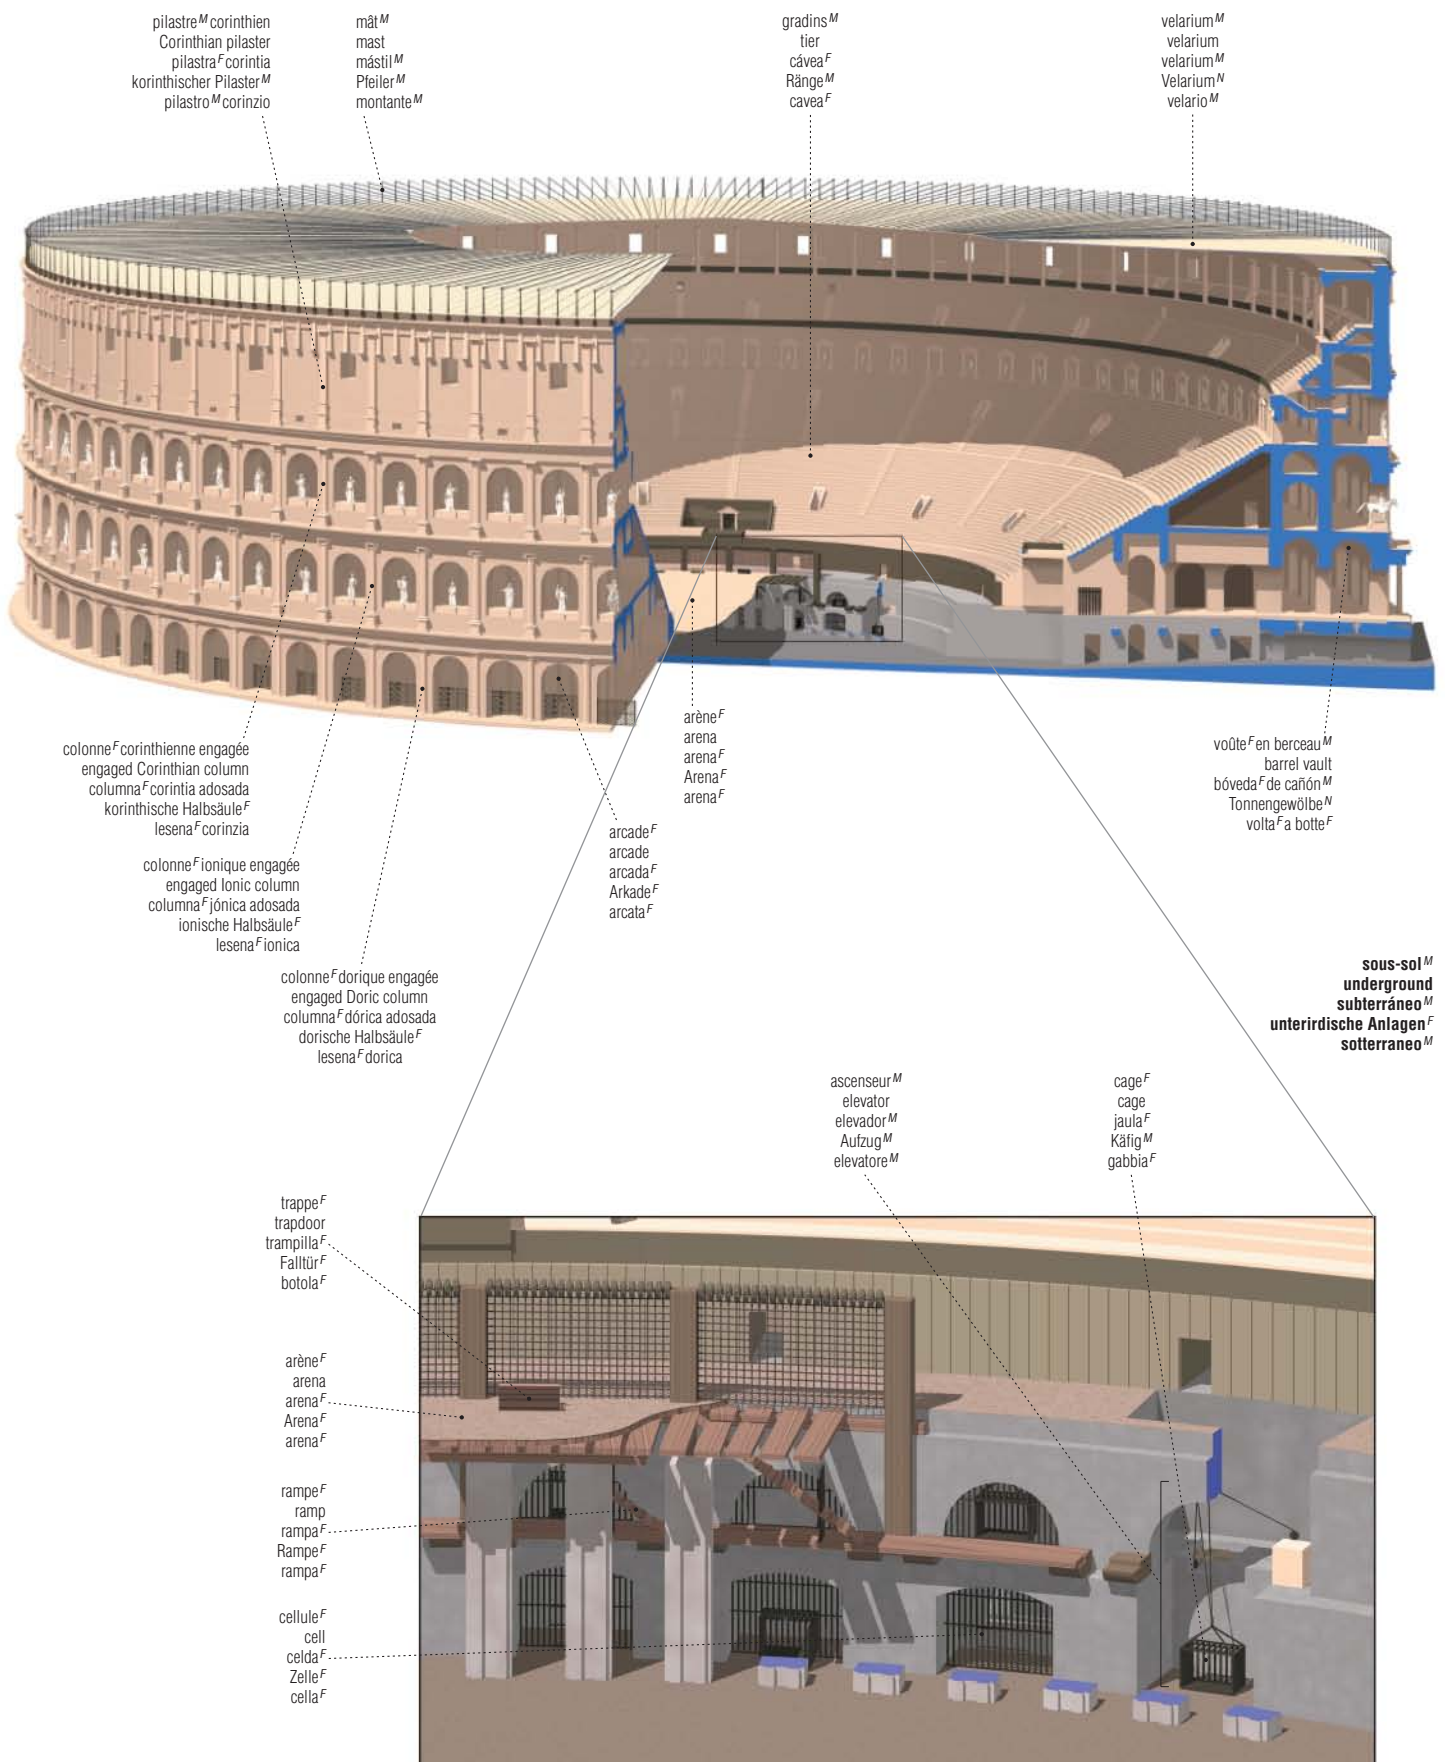 pilastre M corinthien
Corinthian pilaster
pilastra F corintia
korinthischer Pilaster M
pilastro M corinzio
mât M
mast
mástil M
Pfeiler M
montante M
gradins M
tier
cávea F
Ränge M
cavea F
velarium M
velarium
velarium M
Velarium N
velario M
colonne F corinthienne engagée
engaged Corinthian column
columna F corintia adosada
korinthische Halbsäule F
lesena F corinzia
colonne F ionique engagée
engaged Ionic column
columna F jónica adosada
ionische Halbsäule F
lesena F ionica
colonne F dorique engagée
engaged Doric column
columna F dórica adosada
dorische Halbsäule F
lesena F dorica
arcade F
arcade
arcada F
Arkade F
arcata F
arène F
arena
arena F
Arena F
arena F
voûte F en berceau M
barrel vault
bóveda F de cañón M
Tonnengewölbe N
volta F a botte F
sous-sol M
underground
subterráneo M
unterirdische Anlagen F
sotterraneo M
ascenseur M
elevator
elevador M
Aufzug M
elevatore M
cage F
cage
jaula F
Käfig M
gabbia F
trappe F
trapdoor
trampilla F
Falltür F
botola F
arène F
arena
arena F
Arena F
arena F
rampe F
ramp
rampa F
Rampe F
rampa F
cellule F
cell
celda F
Zelle F
cella F